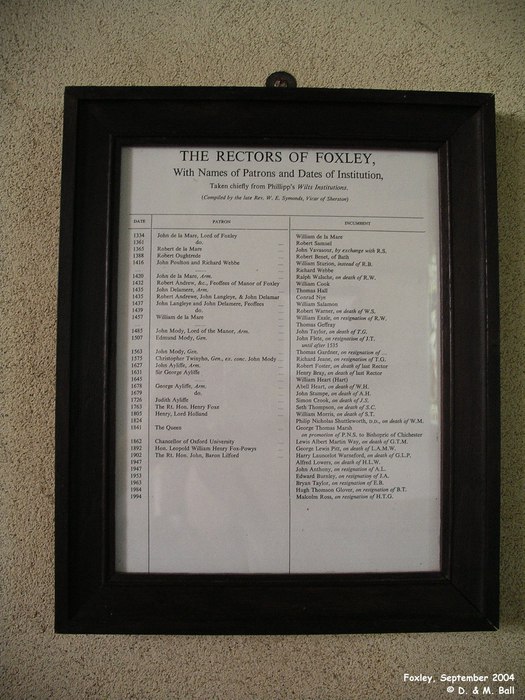 THE RECTORS OF FOXLEY,
With Names of Patrons and Dates of Institution,
Taken chiefly from Phillipp's Wilts Institutions.
(Compiled by the late Rev. W. E. Symonds, Vicar of Sherston)
DATE PATRON INCUMBENT
1334 John de la Mare, Lord of Foxley ... William de la Mare
1361 do. ... Robert Samuel
1365 Robert de la Mare ... John Vavasour, by exchange with R.S.
1388 Robert Oughtrede ... Robert Benet, of Bath
1416 John Poulton and Richard Webbe ... William Sturion, instead of R.B.
Richard Webbe
1420 John de la Mare, Arm. ... Ralph Walsche, on death of R.W.
1432 Robert Andrew, &c., Feoffees of Manor of Foxley William Cook
1435 John Delamere, Arm. ... Thomas Hall
1435 Robert Andrewe, John Langleye, & John Delamar Conrad Nye
1437 John Langleye and John Delamere, Feoffees William Salamon
1439 do. ... Robert Warner, on death of W.S.
1457 William de la Mare ... William Essle, on resignation of R.W.
Thomas Geffray
1485 John Mody, Lord of the Manor, Arm. ... John Taylor, on death of T.G.
1507 Edmund Mody, Gen. ... John Flete, on resignation of J.T.
until after 1535
1563 John Mody, Gen. ... Thomas Gardner, on resignation of ...
1575 Christopher Twinyho, Gen., ex. conc. John Mody ... Richard Jeane, on resignation of T.G.
1627 John Ayliffe, Arm. ... Robert Foster, on death of last Rector
1631 Sir George Ayliffe ... Henry Bray, on death of last Rector
1645 William Heart (Hart)
1678 George Ayliffe, Arm. ... Abell Heart, on death of W.H.
1679 do. ... John Stampe, on death of A.H.
1726 Judith Ayliffe ... Simon Crook, on death of J.S.
1763 The Rt. Hon. Henry Foxe ... Seth Thompson, on death of S.C.
1805 Henry, Lord Holland ... William Morris, on death of S.T.
1824 Philip Nicholas Shuttleworth, D.D., on death of W.M.
1841 The Queen ... George Thomas Marsh
on promotion of P.N.S. to Bishopric of Chichester
1862 Chancellor of Oxford University ... Lewis Albert Martin Way, on death of G.T.M.
1892 Hon. Leopold William Henry Fox-Powys ... George Lewis Pitt, on death of L.A.M.W.
1902 The Rt. Hon. John, Baron Lilford ... Harry Launcelot Warneford, on death of G.L.P.
1947 Alfred Lowers, on death of H.L.W.
1947 John Anthony, on resignation of A.L.
1951 Edward Burnley, on resignation of J.A.
1963 Bryan Taylor, on resignation of E.B.
1984 Hugh Thomson Glover, on resignation of B.T.
1994 Malcolm Ross, on resignation of H.T.G.
Foxley, September 2004
© D. & M. Ball